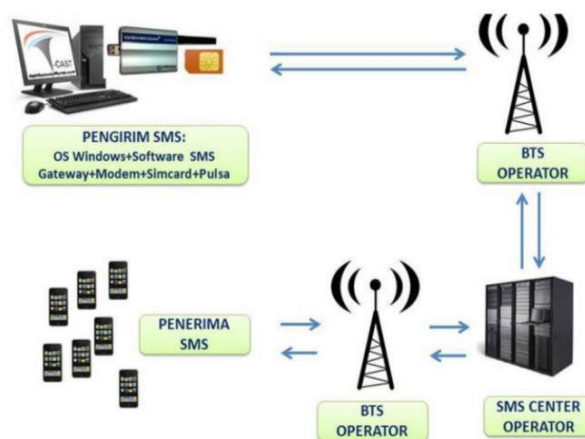 -CAST
PENGIRIM SMS:
OS Windows+Software SMS
Gateway+Modem+Simcard+Pulsa
BTS
OPERATOR
PENERIMA
SMS
BTS
OPERATOR
SMS CENTER
OPERATOR